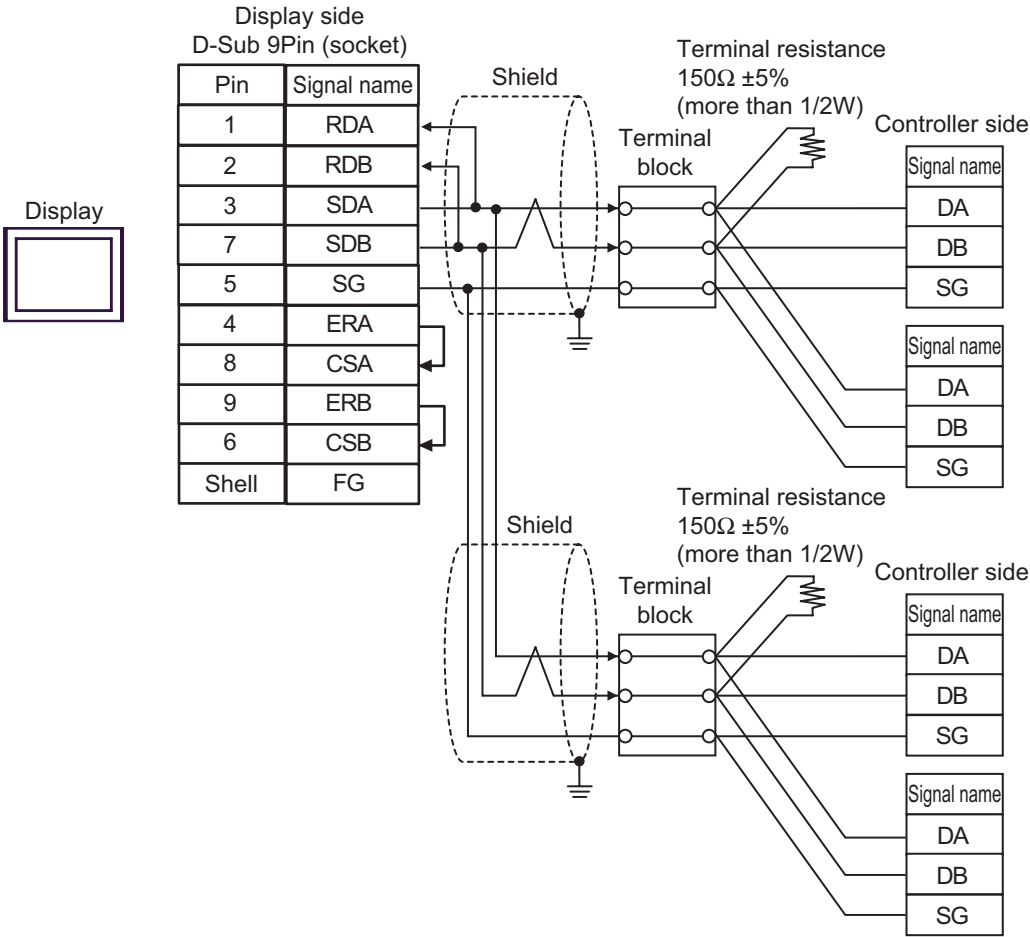 Display side
D-Sub 9Pin (socket)
Pin Signal name
1 RDA
2 RDB
3 SDA
7 SDB
5 SG
4 ERA
8 CSA
9 ERB
6 CSB
Shell FG
Display
Shield
Terminal resistance
150Ω ±5%
(more than 1/2W)
Terminal
block
Controller side
Signal name
DA
DB
SG
Signal name
DA
DB
SG
Shield
Terminal resistance
150Ω ±5%
(more than 1/2W)
Terminal
block
Controller side
Signal name
DA
DB
SG
Signal name
DA
DB
SG